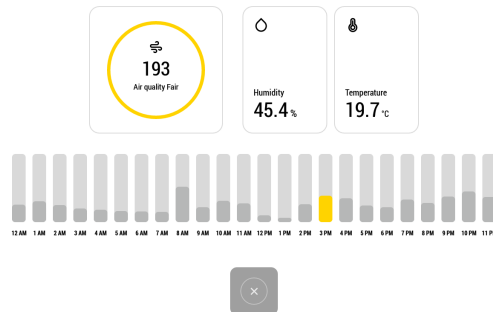 193
Air quality Fair
Humidity
45.4 %
Temperature
19.7 °C
12 AM 1 AM 2 AM 3 AM 4 AM 5 AM 6 AM 7 AM 8 AM 9 AM 10 AM 11 AM 12 PM 1 PM 2 PM 3 PM 4 PM 5 PM 6 PM 7 PM 8 PM 9 PM 10 PM 11 P